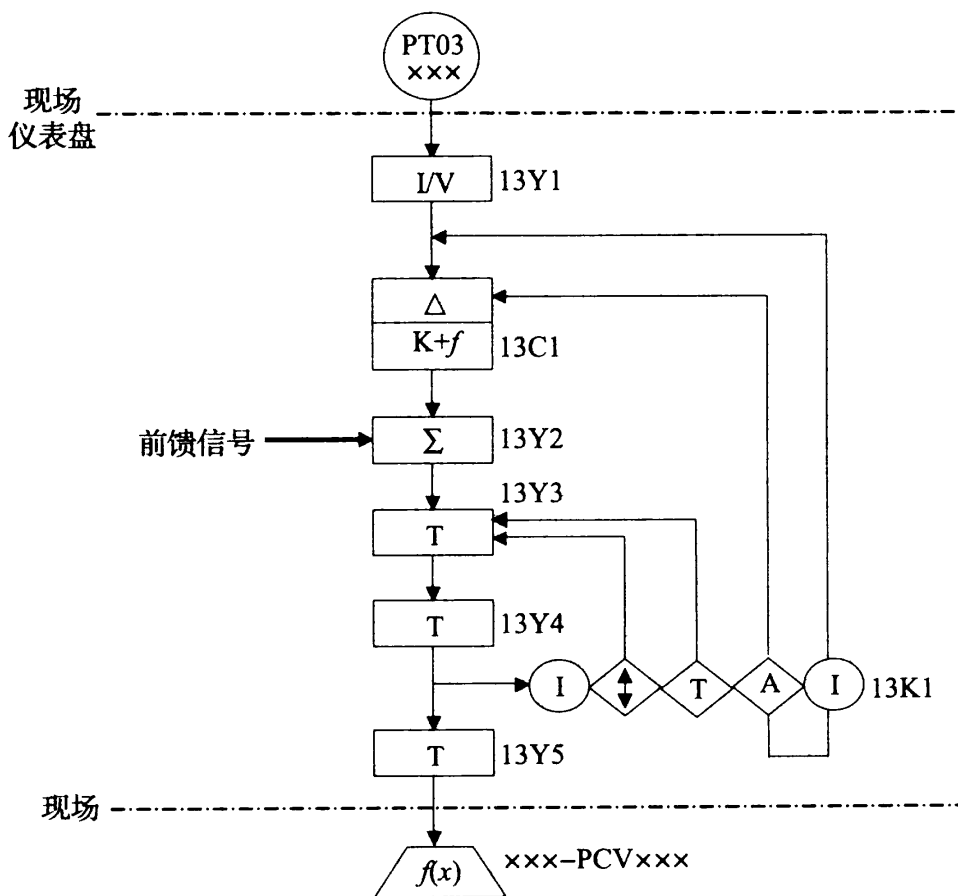 PT03
×××
现场
仪表盘
I/V 13Y1
△
K+f 13C1
前馈信号 Σ 13Y2
13Y3
T
T 13Y4
I T A I 13K1
T 13Y5
现场
f(x) ×××-PCV×××